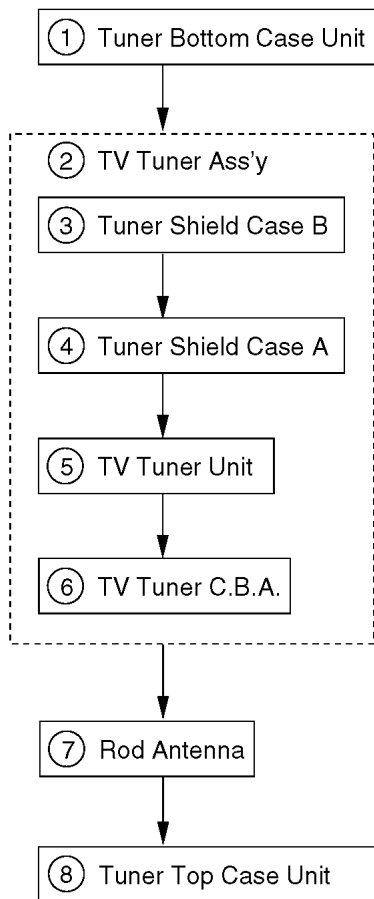 ① Tuner Bottom Case Unit
② TV Tuner Ass'y
③ Tuner Shield Case B
④ Tuner Shield Case A
⑤ TV Tuner Unit
⑥ TV Tuner C.B.A.
⑦ Rod Antenna
⑧ Tuner Top Case Unit